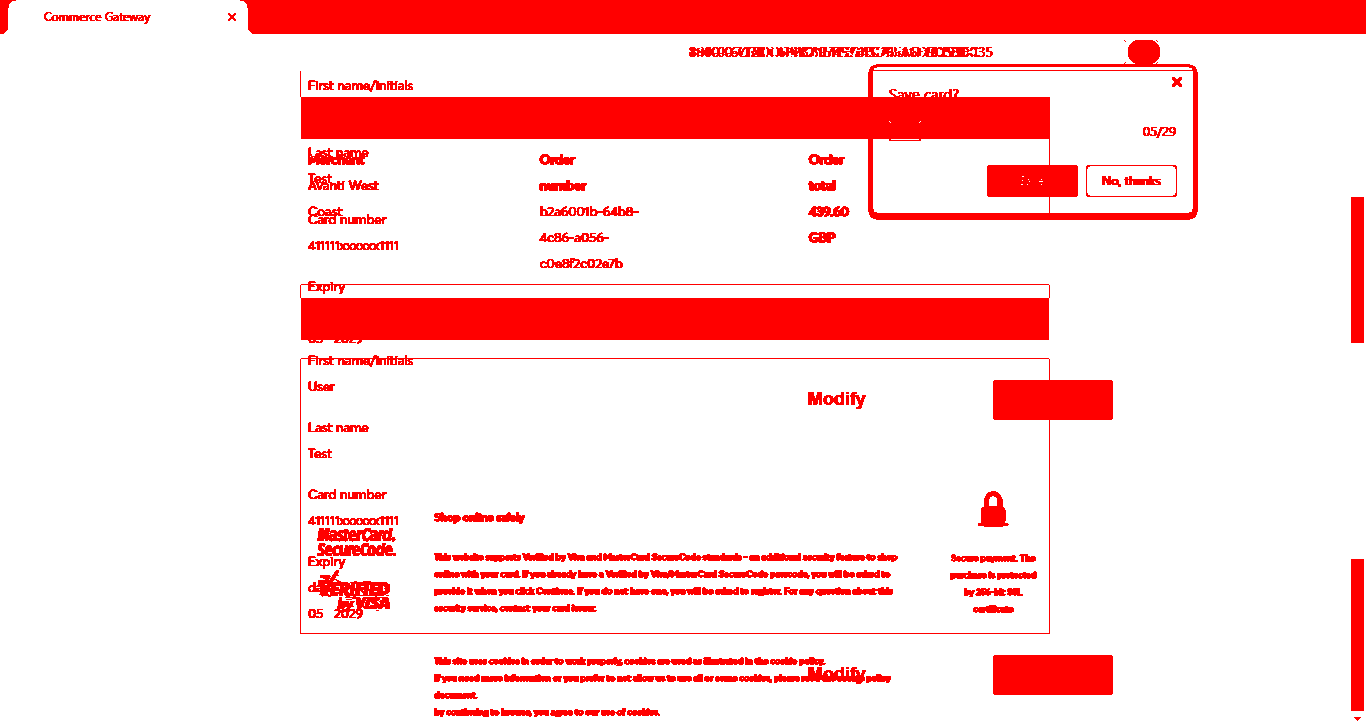 Commerce Gateway
First name/Initials
Save card?
05/29
No, thanks
Last name
Merchant
Order
Order
Test
Avanti West
number
total
Coast
b2a6001b-64b8-
439.60
Card number
4c86-a056-
GBP
411111xxxxxx1111
c0e8f2c02e7b
Expiry
05 2029
First name/Initials
User
Modify
Last name
Test
Card number
411111xxxxxx1111
Shop online safely
MasterCard.
SecureCode.
Expiry
This website supports Verified by Visa and MasterCard SecureCode standards - an additional security feature to shop
online with your card. If you already have a Verified by Visa/MasterCard SecureCode passcode, you will be asked to
provide it when you click Continue. If you do not have one, you will be asked to register. For any question about this
security service, contact your card issuer.
Secure payment. The
purchase is protected
by 256-bit SSL
certificate
VERIFIED
by VISA
05 2029
This site uses cookies in order to work properly, cookies are used as illustrated in the cookie policy.
If you need more information or you prefer to not allow us to use all or some cookies, please policy
document.
Modify
by continuing to browse, you agree to our use of cookies.